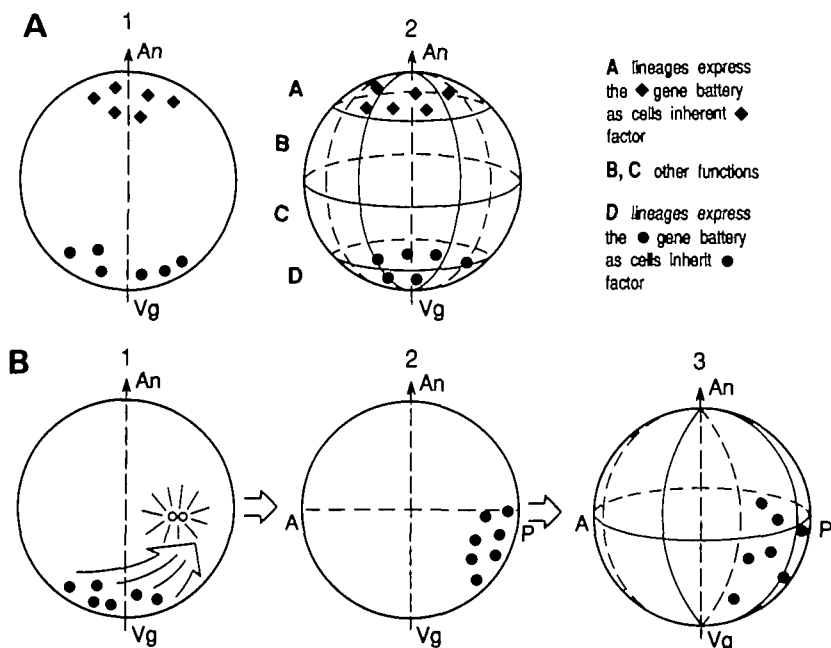 A
1
2
An
An
A
B
C
D
Vg
Vg
A lineages express
the ◆ gene battery
as cells inherent ◆
factor
B, C other functions
D lineages express
the ● gene battery
as cells inherit ●
factor
B
1
2
3
An
An
An
A
P
A
P
Vg
Vg
Vg